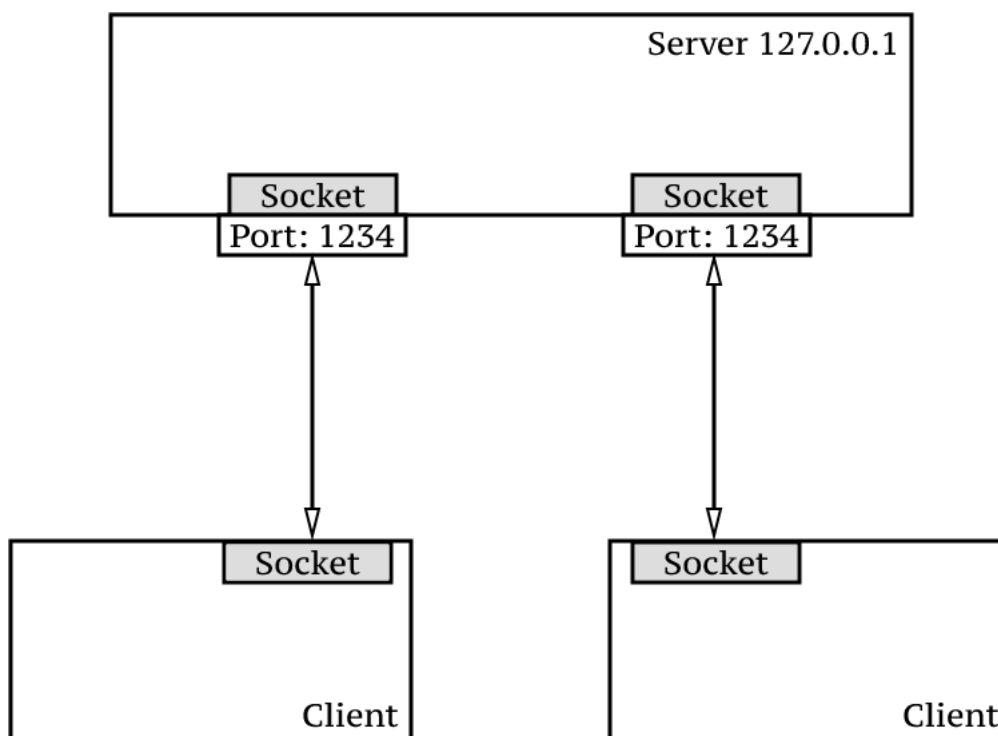 Server 127.0.0.1
Socket
Socket
Port: 1234
Port: 1234
Socket
Socket
Client
Client